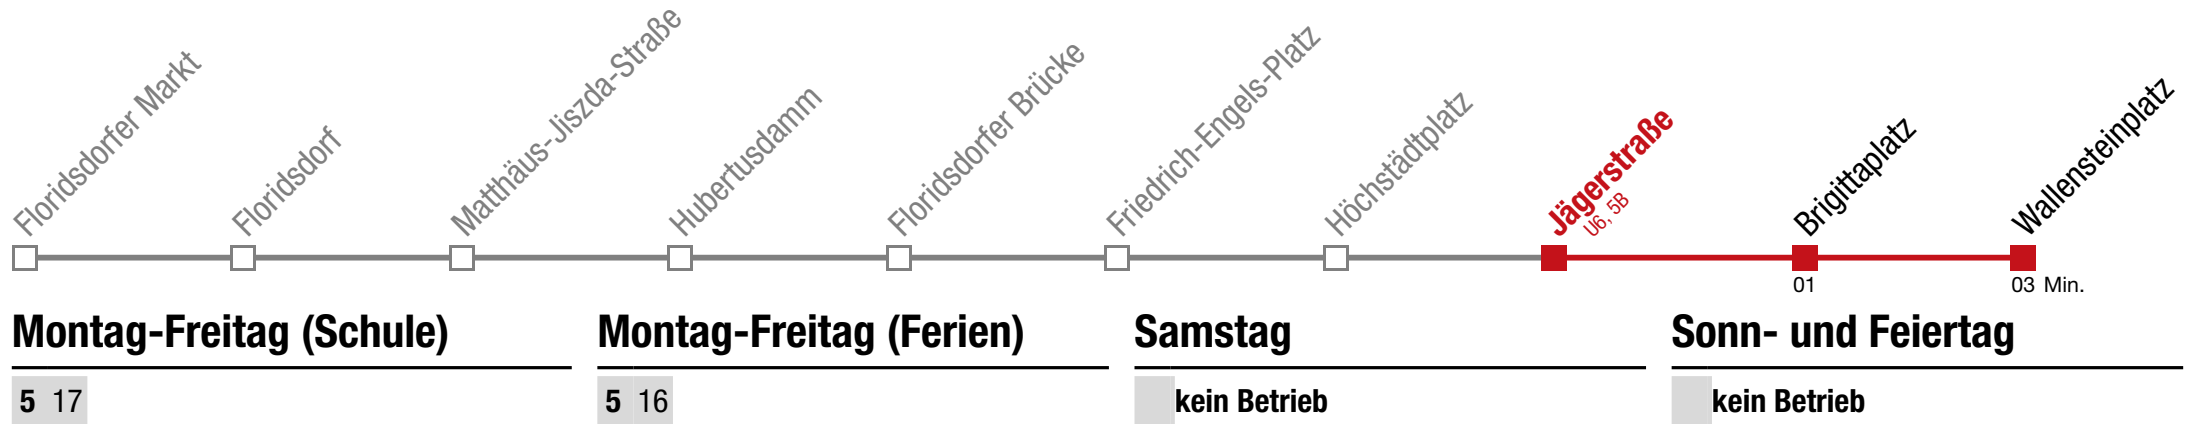 Floridsdorfer Markt
Floridsdorf
Matthäus-Jiszda-Straße
Hubertusdamm
Floridsdorfer Brücke
Friedrich-Engels-Platz
Höchstädtplatz
Jägerstraße
U6, 5B
Brigittaplatz
Wallensteinplatz
01
03 Min.
Montag-Freitag (Schule)
5 17
Montag-Freitag (Ferien)
5 16
Samstag
kein Betrieb
Sonn- und Feiertag
kein Betrieb